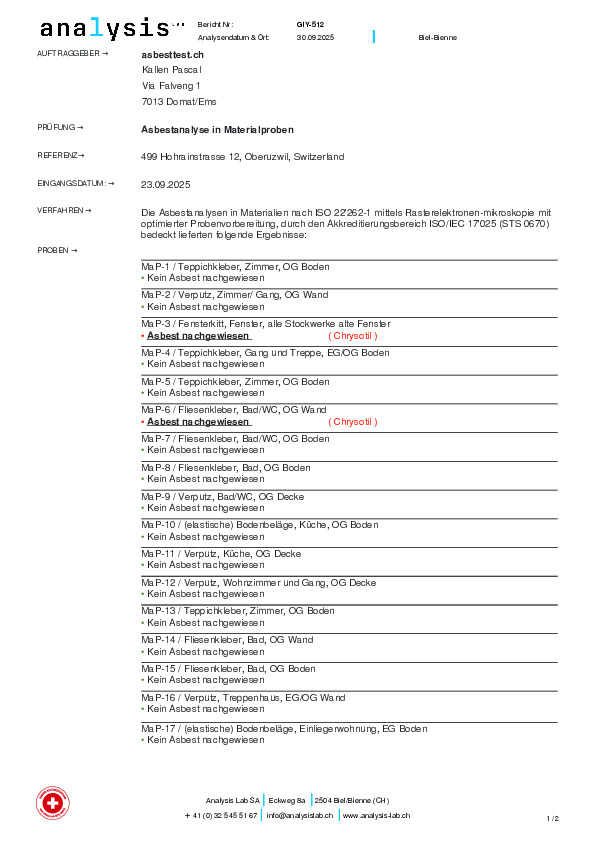 analysis
Bericht Nr: GIY-512
Analysendatum & Ort: 30.09.2025 Biel-Bienne
AUFTRAGGEBER → asbesttest.ch
Kallen Pascal
Via Falveng 1
7013 Domat/Ems
PRÜFUNG → Asbestanalyse in Materialproben
REFERENZ→ 499 Hohrainstrasse 12, Oberuzwil, Switzerland
EINGANGSDATUM: → 23.09.2025
VERFAHREN → Die Asbestanalysen in Materialien nach ISO 22'262-1 mittels Rasterelektronen-mikroskopie mit
optimierter Probenvorbereitung, durch den Akkreditierungsbereich ISO/IEC 17'025 (STS 0670)
bedeckt lieferten folgende Ergebnisse:
PROBEN →
MaP-1 / Teppichkleber, Zimmer, OG Boden
• Kein Asbest nachgewiesen
MaP-2 / Verputz, Zimmer/ Gang, OG Wand
• Kein Asbest nachgewiesen
MaP-3 / Fensterkitt, Fenster, alle Stockwerke alte Fenster
• Asbest nachgewiesen ( Chrysotil )
MaP-4 / Teppichkleber, Gang und Treppe, EG/OG Boden
• Kein Asbest nachgewiesen
MaP-5 / Teppichkleber, Zimmer, OG Boden
• Kein Asbest nachgewiesen
MaP-6 / Fliesenkleber, Bad/WC, OG Wand
• Asbest nachgewiesen ( Chrysotil )
MaP-7 / Fliesenkleber, Bad/WC, OG Boden
• Kein Asbest nachgewiesen
MaP-8 / Fliesenkleber, Bad, OG Boden
• Kein Asbest nachgewiesen
MaP-9 / Verputz, Bad/WC, OG Decke
• Kein Asbest nachgewiesen
MaP-10 / (elastische) Bodenbeläge, Küche, OG Boden
• Kein Asbest nachgewiesen
MaP-11 / Verputz, Küche, OG Decke
• Kein Asbest nachgewiesen
MaP-12 / Verputz, Wohnzimmer und Gang, OG Decke
• Kein Asbest nachgewiesen
MaP-13 / Teppichkleber, Zimmer, OG Boden
• Kein Asbest nachgewiesen
MaP-14 / Fliesenkleber, Bad, OG Wand
• Kein Asbest nachgewiesen
MaP-15 / Fliesenkleber, Bad, OG Boden
• Kein Asbest nachgewiesen
MaP-16 / Verputz, Treppenhaus, EG/OG Wand
• Kein Asbest nachgewiesen
MaP-17 / (elastische) Bodenbeläge, Einliegerwohnung, EG Boden
• Kein Asbest nachgewiesen
Analysis Lab SA | Eckweg 8a | 2504 Biel/Bienne (CH)
+ 41 (0) 32 545 51 67 | info@analysislab.ch | www.analysis-lab.ch
1 / 2